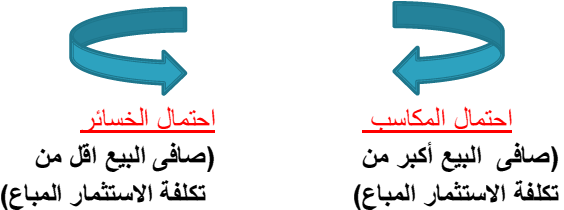 احتمال المكاسب
(صافى البيع أكبر من
تكلفة الاستثمار المباع)
احتمال الخسائر
(صافى البيع اقل من
تكلفة الاستثمار المباع)